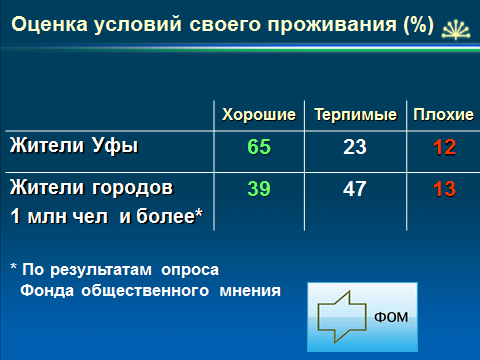 Оценка условий своего проживания (%)
Хорошие Терпимые Плохие
Жители Уфы 65 23 12
Жители городов 39 47 13
1 млн чел и более*
* По результатам опроса
Фонда общественного мнения
ФОМ